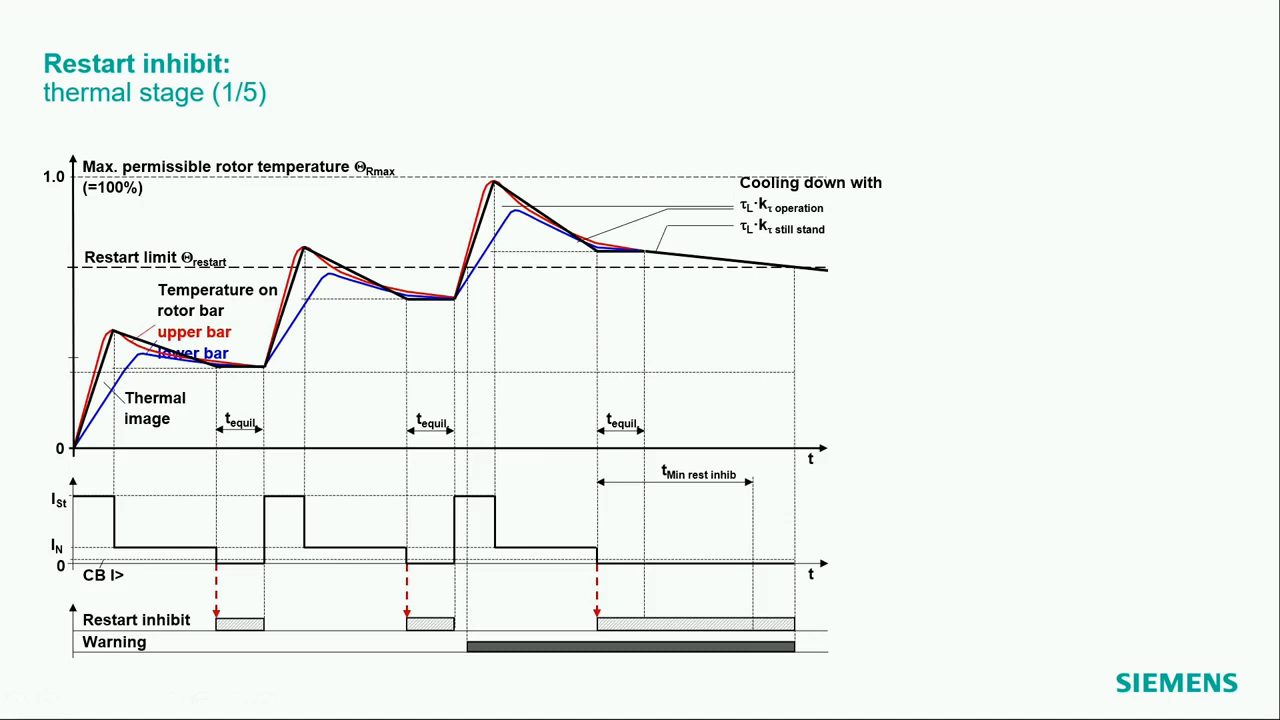 Restart inhibit:
thermal stage (1/5)
Max. permissible rotor temperature ΘRmax
1.0
(=100%)
Cooling down with
τL·kτ operation
τL·kτ still stand
Restart limit Θrestart
Temperature on
rotor bar
upper bar
lower bar
Thermal
image
tequil.
tequil.
tequil.
0
t
tMin rest inhib
ISt
IN
0
CB I>
t
Restart inhibit
Warning
SIEMENS